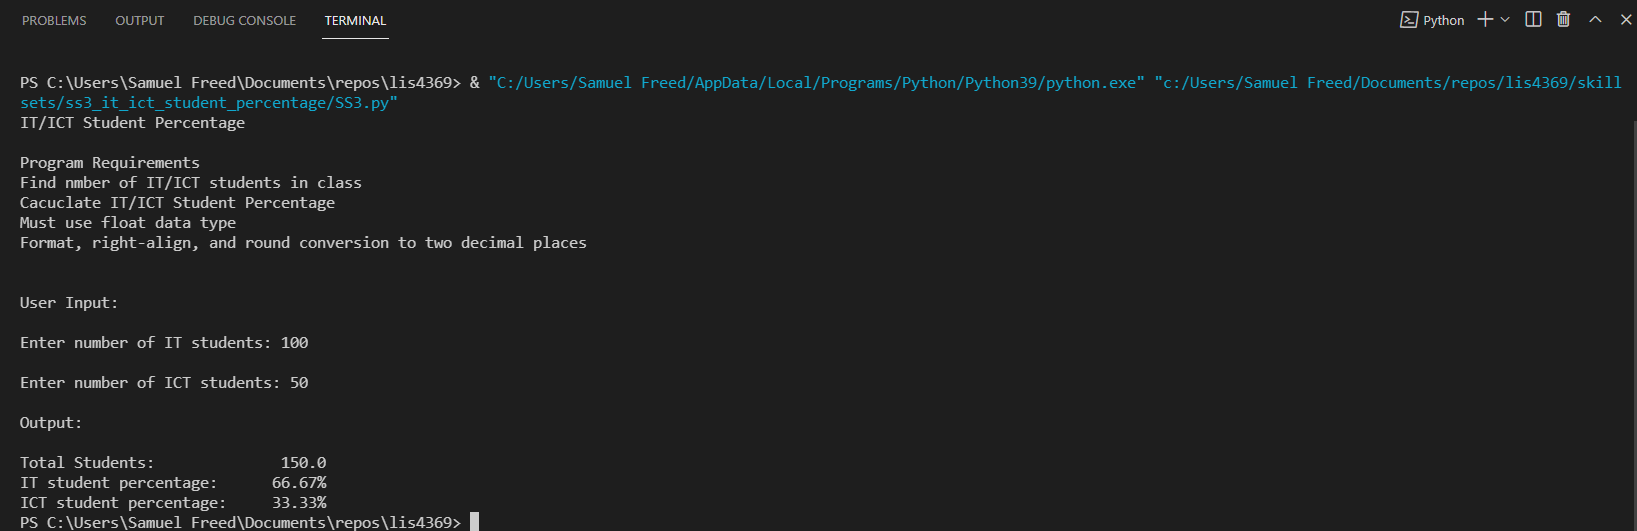 PROBLEMS OUTPUT DEBUG CONSOLE TERMINAL Python
PS C:\Users\Samuel Freed\Documents\repos\lis4369> & "C:/Users/Samuel Freed/AppData/Local/Programs/Python/Python39/python.exe" "c:/Users/Samuel Freed/Documents/repos/lis4369/skill
sets/ss3_it_ict_student_percentage/SS3.py"
IT/ICT Student Percentage
Program Requirements
Find nmber of IT/ICT students in class
Cacuclate IT/ICT Student Percentage
Must use float data type
Format, right-align, and round conversion to two decimal places
User Input:
Enter number of IT students: 100
Enter number of ICT students: 50
Output:
Total Students: 150.0
IT student percentage: 66.67%
ICT student percentage: 33.33%
PS C:\Users\Samuel Freed\Documents\repos\lis4369>